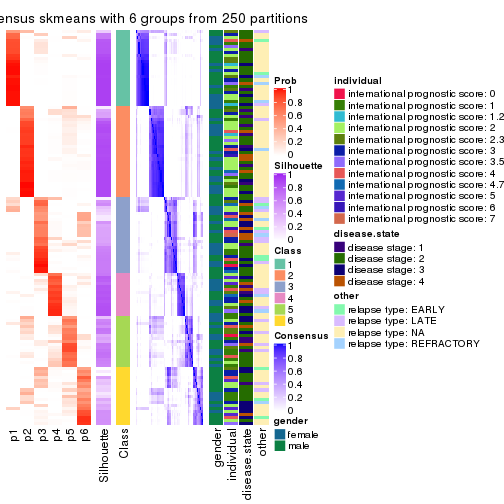 ensus skmeans with 6 groups from 250 partitions
p1
p2
p3
p4
p5
p6
Silhouette
Class
gender
individual
disease.state
other
Prob
1
0.8
0.6
0.4
0.2
0
Silhouette
1
0.8
0.6
0.4
0.2
0
Class
1
2
3
4
5
6
Consensus
1
0.8
0.6
0.4
0.2
0
gender
female
male
individual
international prognostic score: 0
international prognostic score: 1
international prognostic score: 1.2
international prognostic score: 2
international prognostic score: 2.3
international prognostic score: 3
international prognostic score: 3.5
international prognostic score: 4
international prognostic score: 4.7
international prognostic score: 5
international prognostic score: 6
international prognostic score: 7
disease.state
disease stage: 1
disease stage: 2
disease stage: 3
disease stage: 4
other
relapse type: EARLY
relapse type: LATE
relapse type: NA
relapse type: REFRACTORY